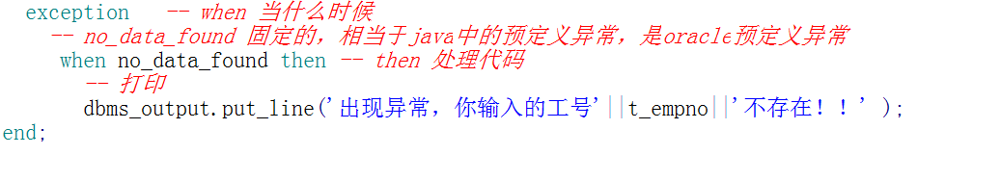 exception   -- when 当什么时候
-- no_data_found 固定的，相当于java中的预定义异常，是oracle预定义异常
when no_data_found then -- then 处理代码
-- 打印
dbms_output.put_line('出现异常，你输入的工号'||t_empno||'不存在！！' );
end;